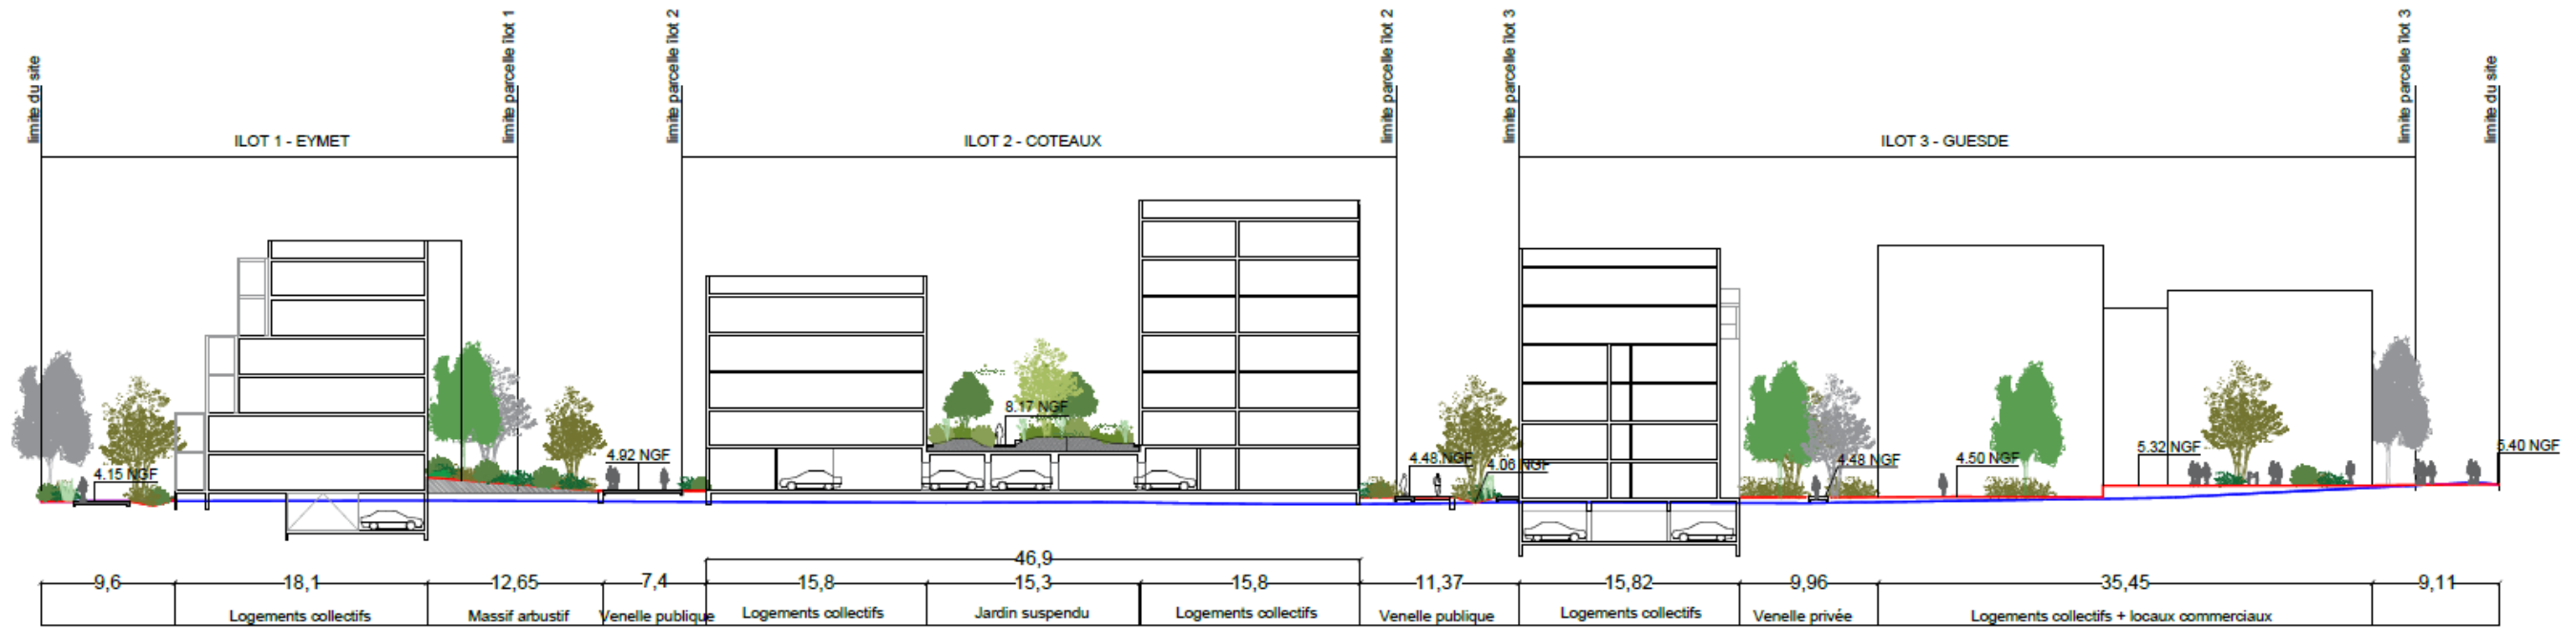 limite du site
limite parcelle îlot 1
limite parcelle îlot 2
limite parcelle îlot 2
limite parcelle îlot 3
limite parcelle îlot 3
limite du site
ILOT 1 - EYMET
ILOT 2 - COTEAUX
ILOT 3 - GUESDE
4.15 NGF
4.92 NGF
8.17 NGF
4.48 NGF
4.06 NGF
4.48 NGF
4.50 NGF
5.32 NGF
5.40 NGF
46,9
9,6
18,1
12,65
7,4
15,8
15,3
15,8
11,37
15,82
9,96
35,45
9,11
Logements collectifs
Massif arbustif
Venelle publique
Logements collectifs
Jardin suspendu
Logements collectifs
Venelle publique
Logements collectifs
Venelle privée
Logements collectifs + locaux commerciaux